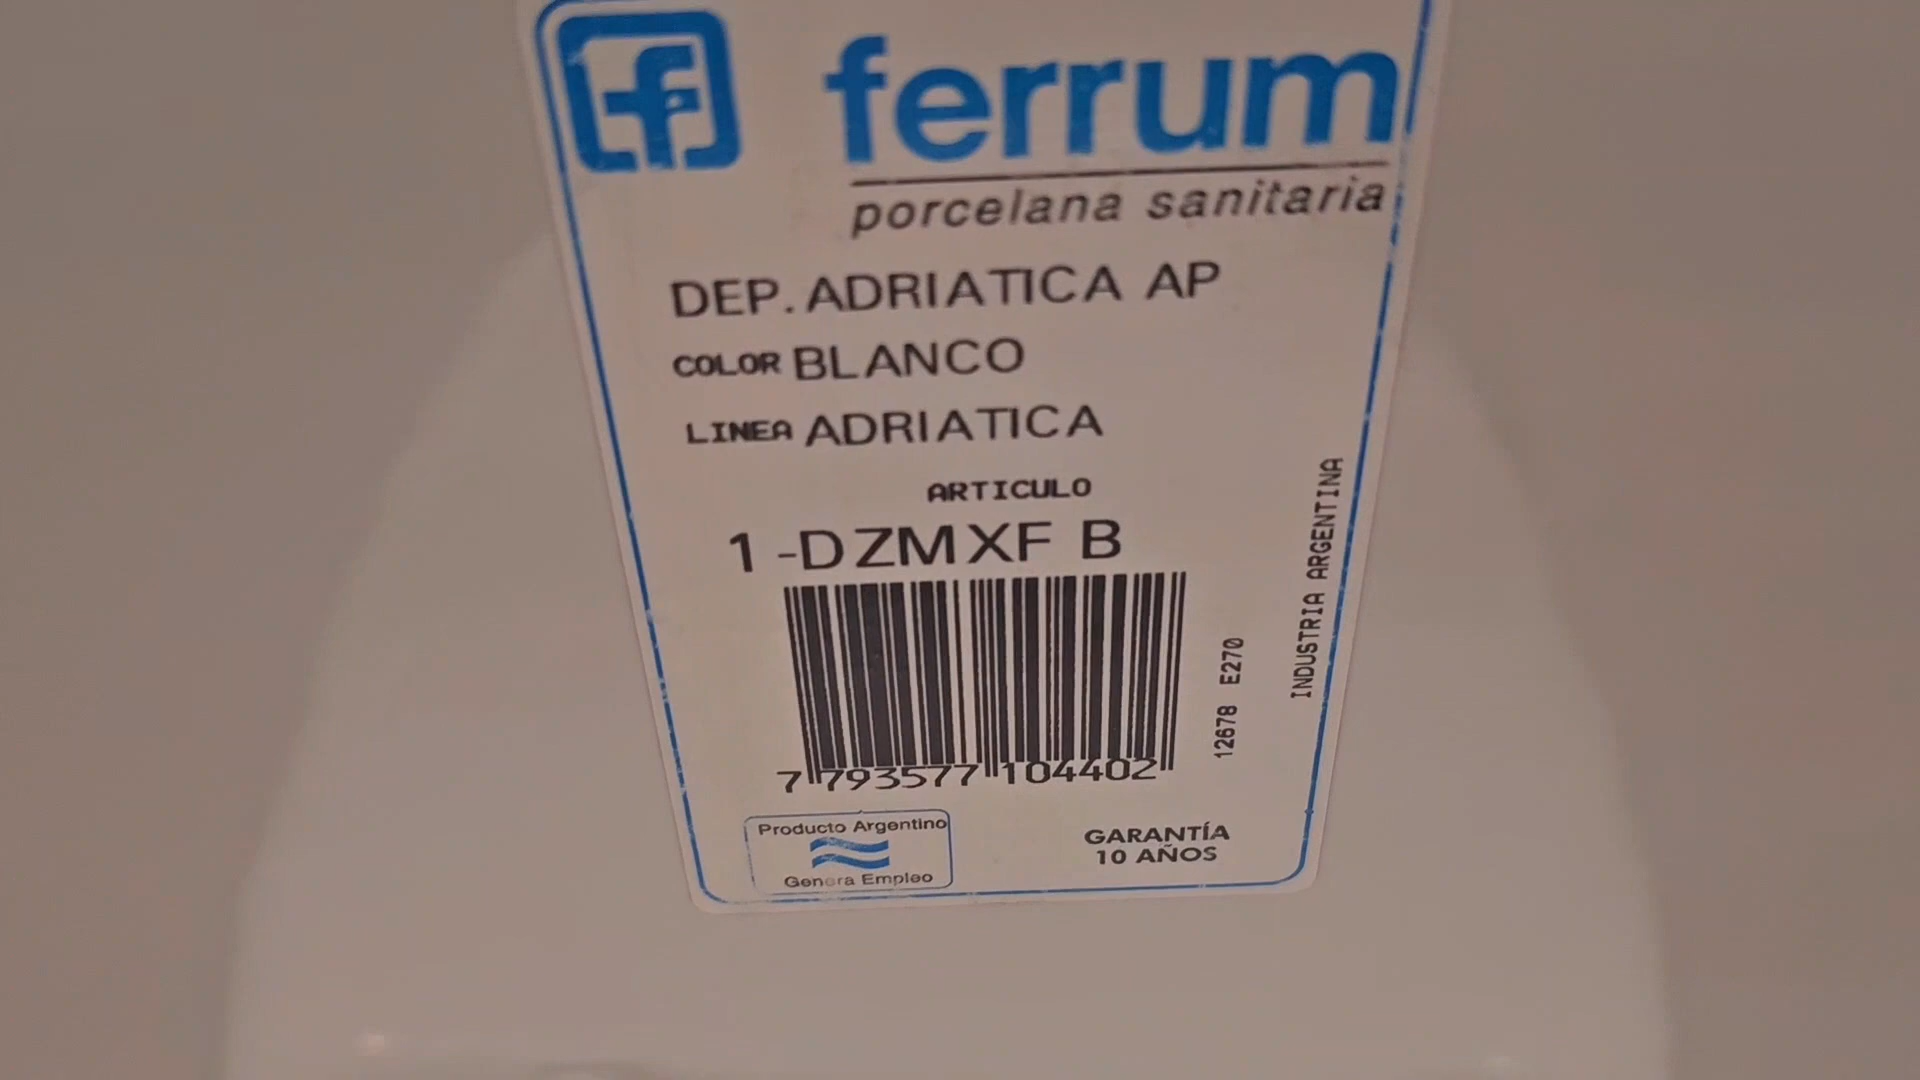 f ferrum
porcelana sanitaria
DEP. ADRIATICA AP
COLOR BLANCO
LINEA ADRIATICA
ARTICULO
1-DZMXF B
7 793577 104402
12678 E270
INDUSTRIA ARGENTINA
Producto Argentino
Genera Empleo
GARANTÍA
10 AÑOS